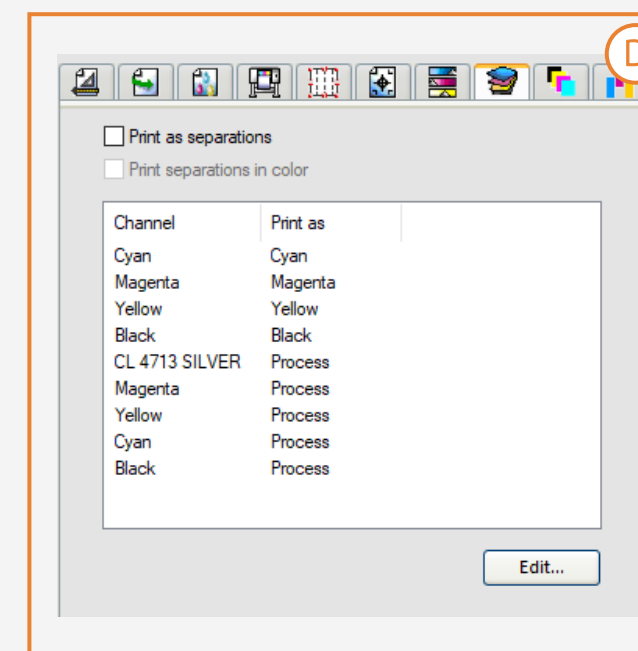 D
Print as separations
Print separations in color
Channel Print as
Cyan Cyan
Magenta Magenta
Yellow Yellow
Black Black
CL 4713 SILVER Process
Magenta Process
Yellow Process
Cyan Process
Black Process
Edit...